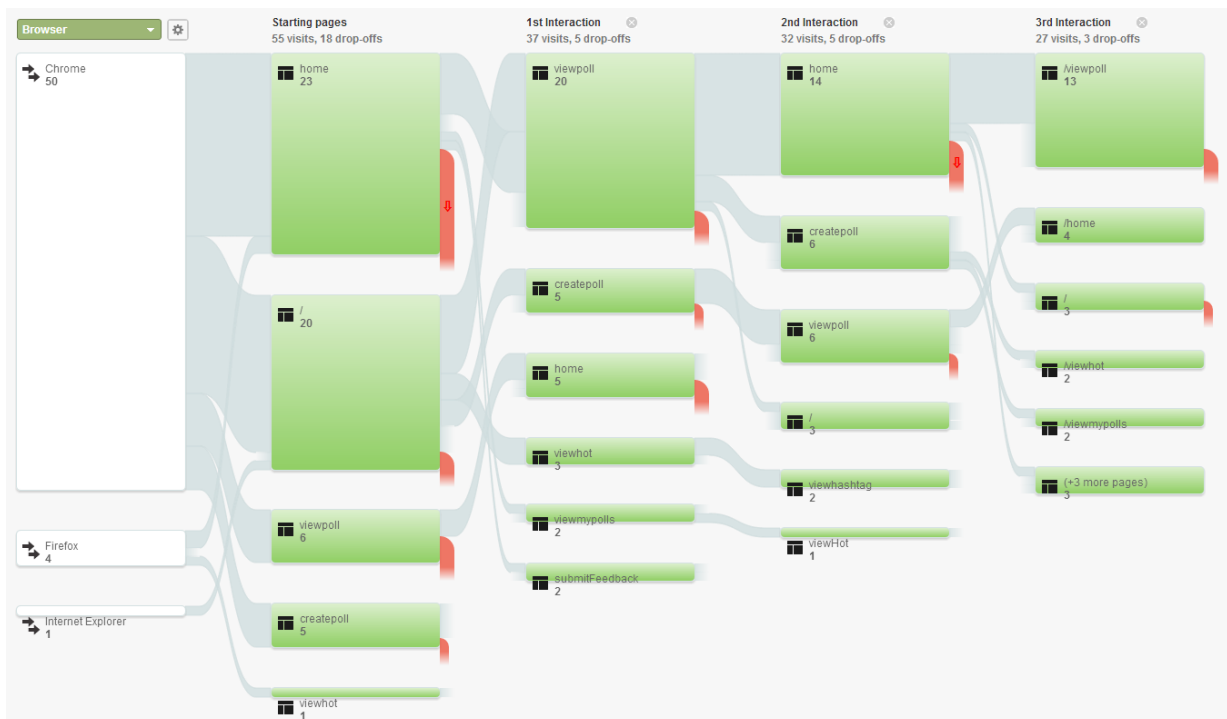 Browser
Chrome
50
Firefox
4
Internet Explorer
1
Starting pages
55 visits, 18 drop-offs
home
23
/
20
viewpoll
6
createpoll
5
viewhot
1
1st Interaction
37 visits, 5 drop-offs
viewpoll
20
createpoll
5
home
5
viewhot
3
viewmypolls
2
submitFeedback
2
2nd Interaction
32 visits, 5 drop-offs
home
14
createpoll
6
viewpoll
6
/
3
viewhashtag
2
viewHot
1
3rd Interaction
27 visits, 3 drop-offs
/viewpoll
13
/home
4
/
3
/viewhot
2
/viewmypolls
2
(+3 more pages)
3